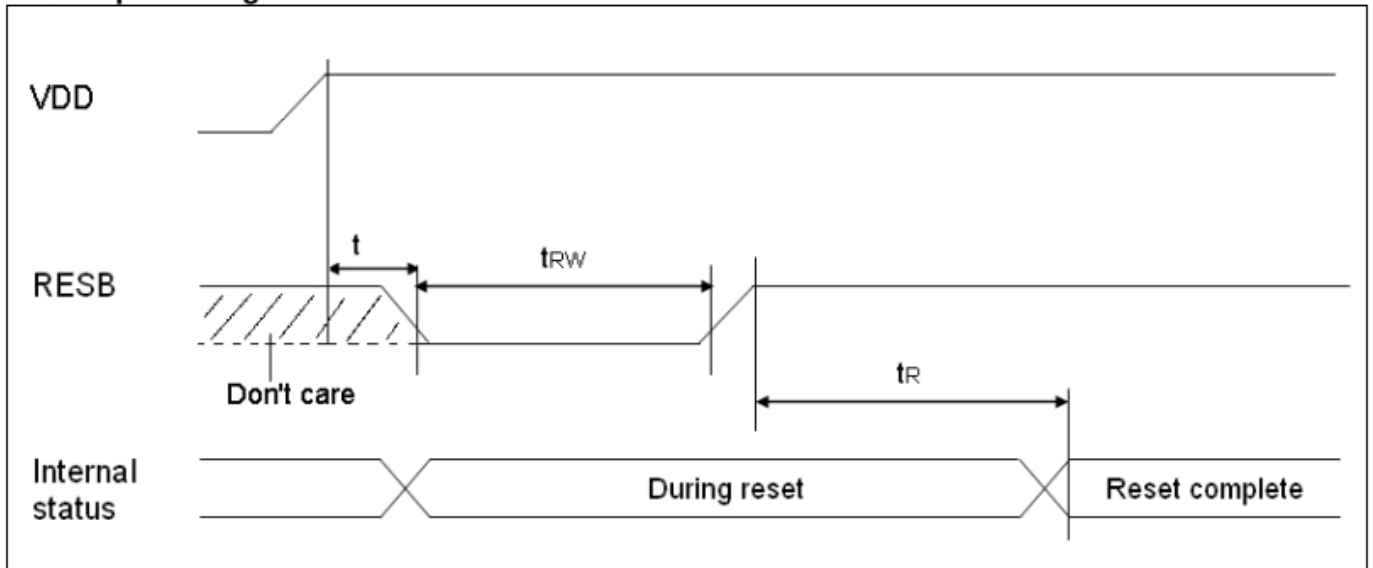 VDD
t
tRW
RESB
Don't care
tR
Internal
status
During reset
Reset complete